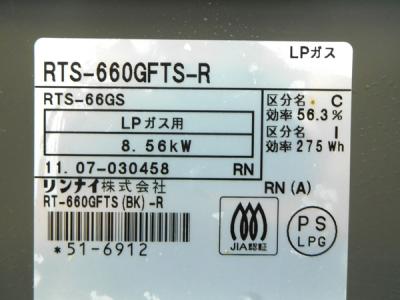 LPガス
RTS-660GFTS-R
RTS-66GS
LPガス用
8.56kW
区分名 C
効率 56.3%
区分名 I
効率 275 Wh
11.07-030458 RN
リンナイ株式会社 RN(A)
RT-660GFTS(BK)-R
*51-6912
JIA認証
PS
LPG